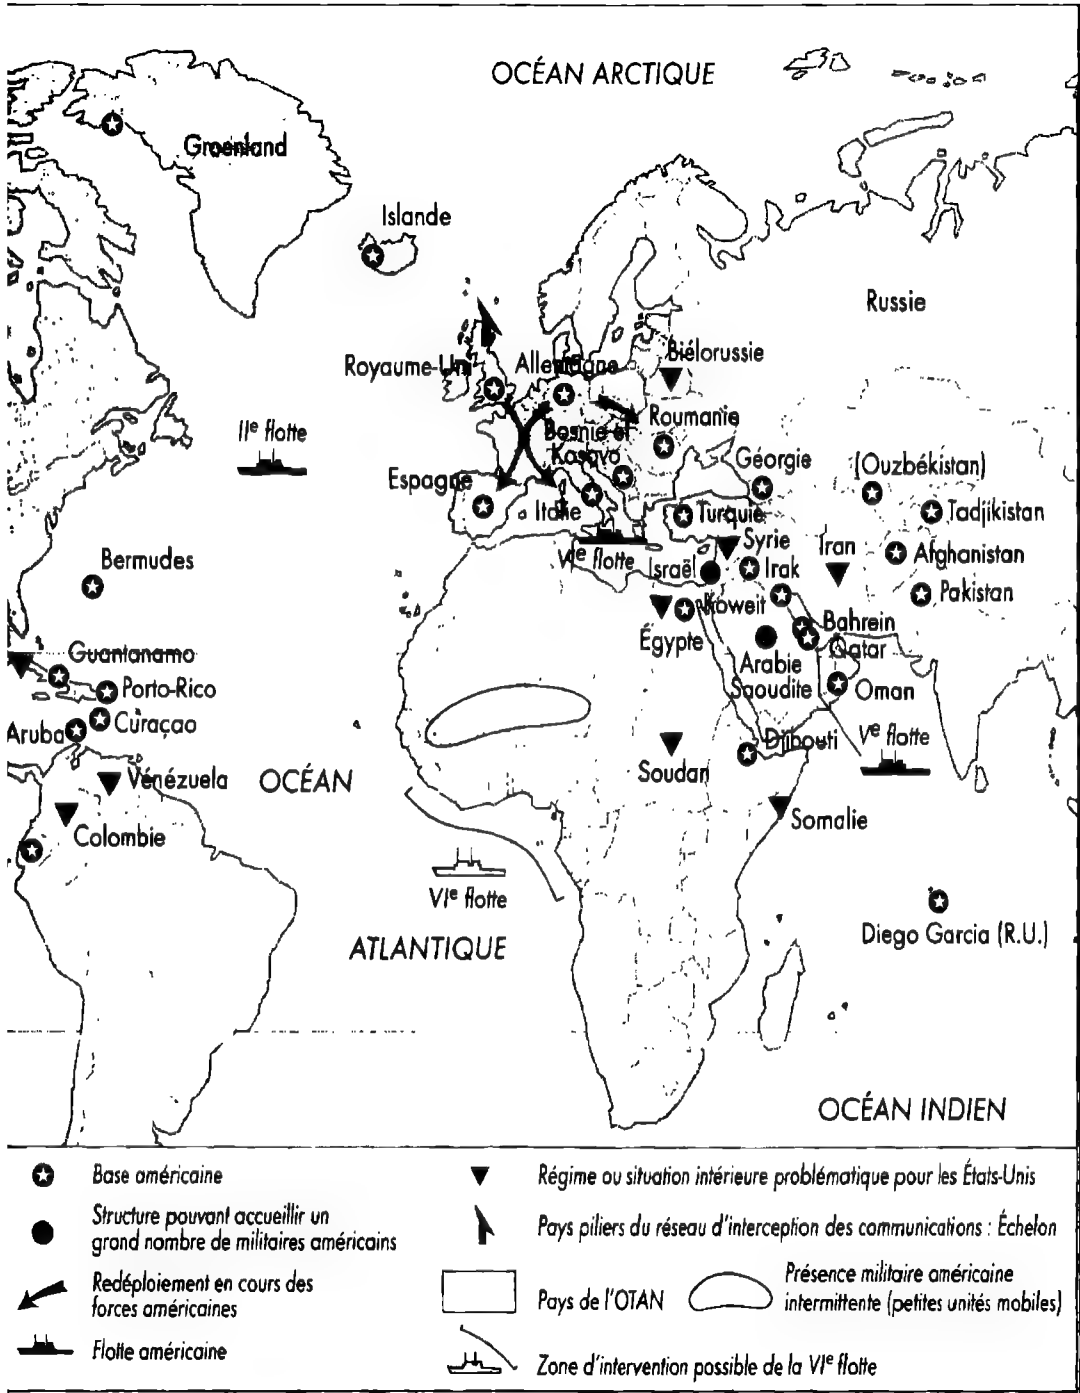 OCÉAN ARCTIQUE
Groenland
Islande
Russie
Royaume-Uni
Allemagne
Biélorussie
Roumanie
IIe flotte
Bosnie et
Kosovo
Géorgie
(Ouzbékistan)
Espagne
Italie
Turquie
Tadjikistan
Bermudes
VIe flotte
Syrie
Iran
Afghanistan
Israël
Irak
Pakistan
Koweit
Égypte
Bahrein
Qatar
Guantanamo
Arabie
Saoudite
Oman
Porto-Rico
Curaçao
Aruba
Djibouti
Ve flotte
Vénézuela
OCÉAN
Soudan
Colombie
Somalie
VIe flotte
Diego Garcia (R.U.)
ATLANTIQUE
OCÉAN INDIEN
Base américaine
Structure pouvant accueillir un
grand nombre de militaires américains
Redéploiement en cours des
forces américaines
Flotte américaine
Régime ou situation intérieure problématique pour les États-Unis
Pays piliers du réseau d'interception des communications : Échelon
Pays de l'OTAN
Présence militaire américaine
intermittente (petites unités mobiles)
Zone d'intervention possible de la VIe flotte